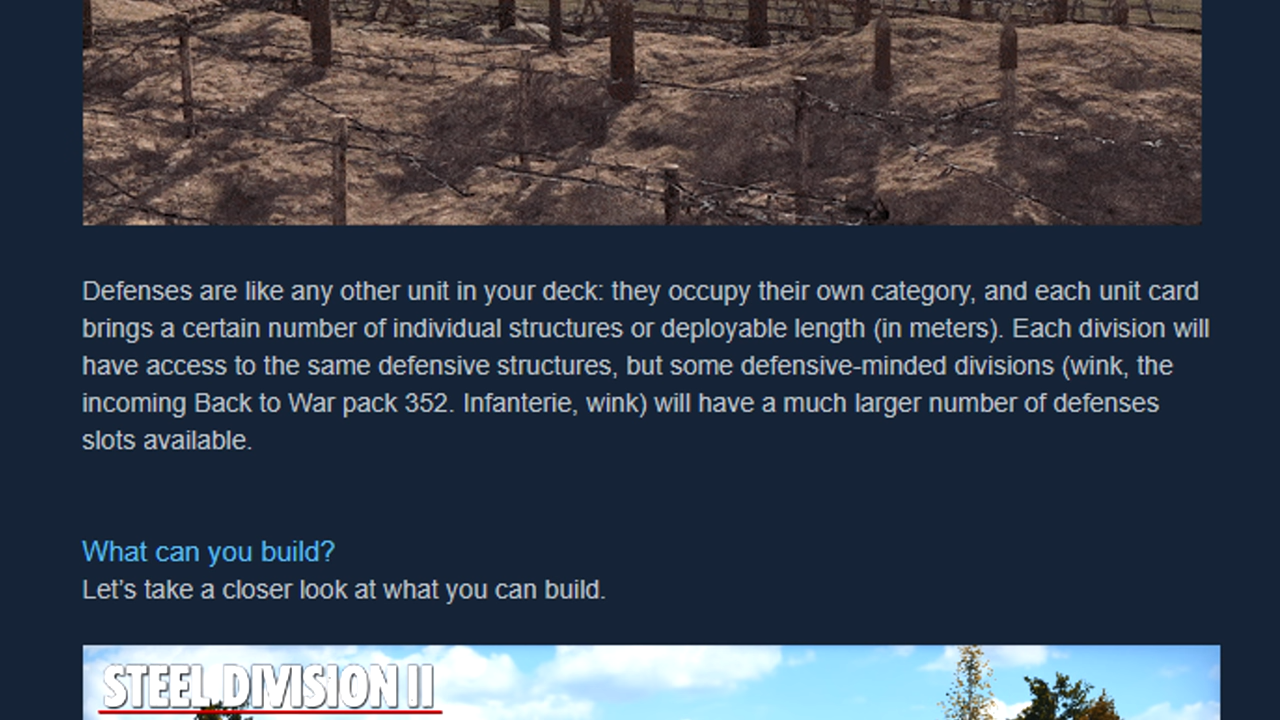 Defenses are like any other unit in your deck: they occupy their own category, and each unit card
brings a certain number of individual structures or deployable length (in meters). Each division will
have access to the same defensive structures, but some defensive-minded divisions (wink, the
incoming Back to War pack 352. Infanterie, wink) will have a much larger number of defenses
slots available.
What can you build?
Let’s take a closer look at what you can build.
STEEL DIVISION II